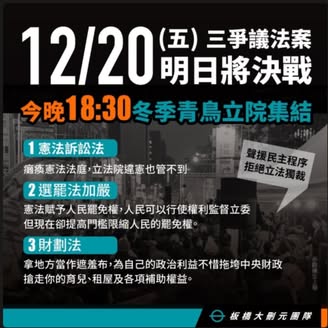 12/20 (五) 三爭議法案
明日將決戰
今晚18:30冬季青鳥立院集結
1 憲法訴訟法
癱瘓憲法法庭,立法院違憲也管不到
2 選罷法加嚴
憲法賦予人民罷免權,人民可以行使權利監督立委
但現在卻提高門檻限縮人民的罷免權。
3 財劃法
拿地方當作遮羞布,為自己的政治利益不惜拖垮中央財政
搶走你的育兒、租屋及各項補助權益。
聲援民主程序
拒絕立法獨裁
板橋大刪元團隊